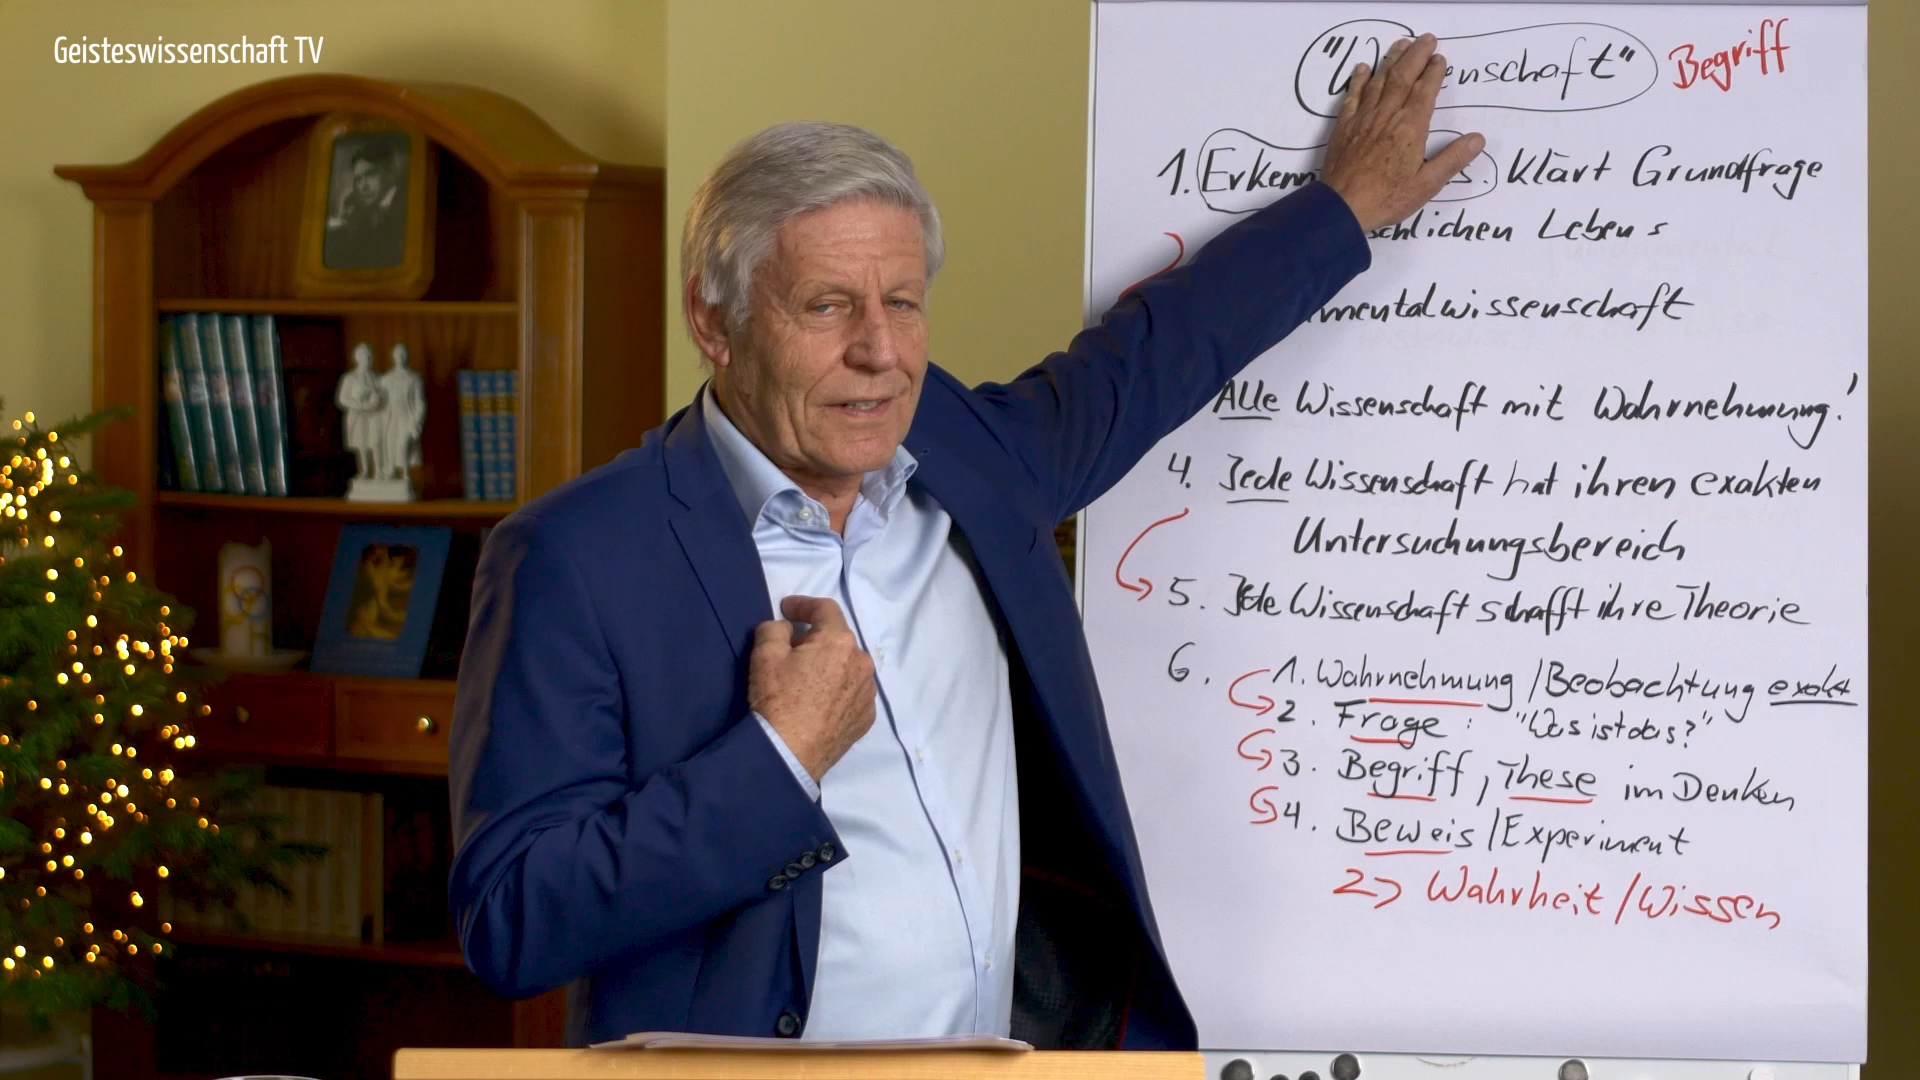 Geisteswissenschaft TV
"W enschaft" Begriff
1. Erkenn s. Klärt Grundfrage
schlichen Lebens
mentalwissenschaft
Alle Wissenschaft mit Wahrnehmung!
4. Jede Wissenschaft hat ihren exakten
Untersuchungsbereich
5. Jede Wissenschaft schafft ihre Theorie
6. 1. Wahrnehmung / Beobachtung exakt
2. Frage: "Was ist das?"
3. Begriff, These im Denken
4. Beweis / Experiment
=> Wahrheit / Wissen